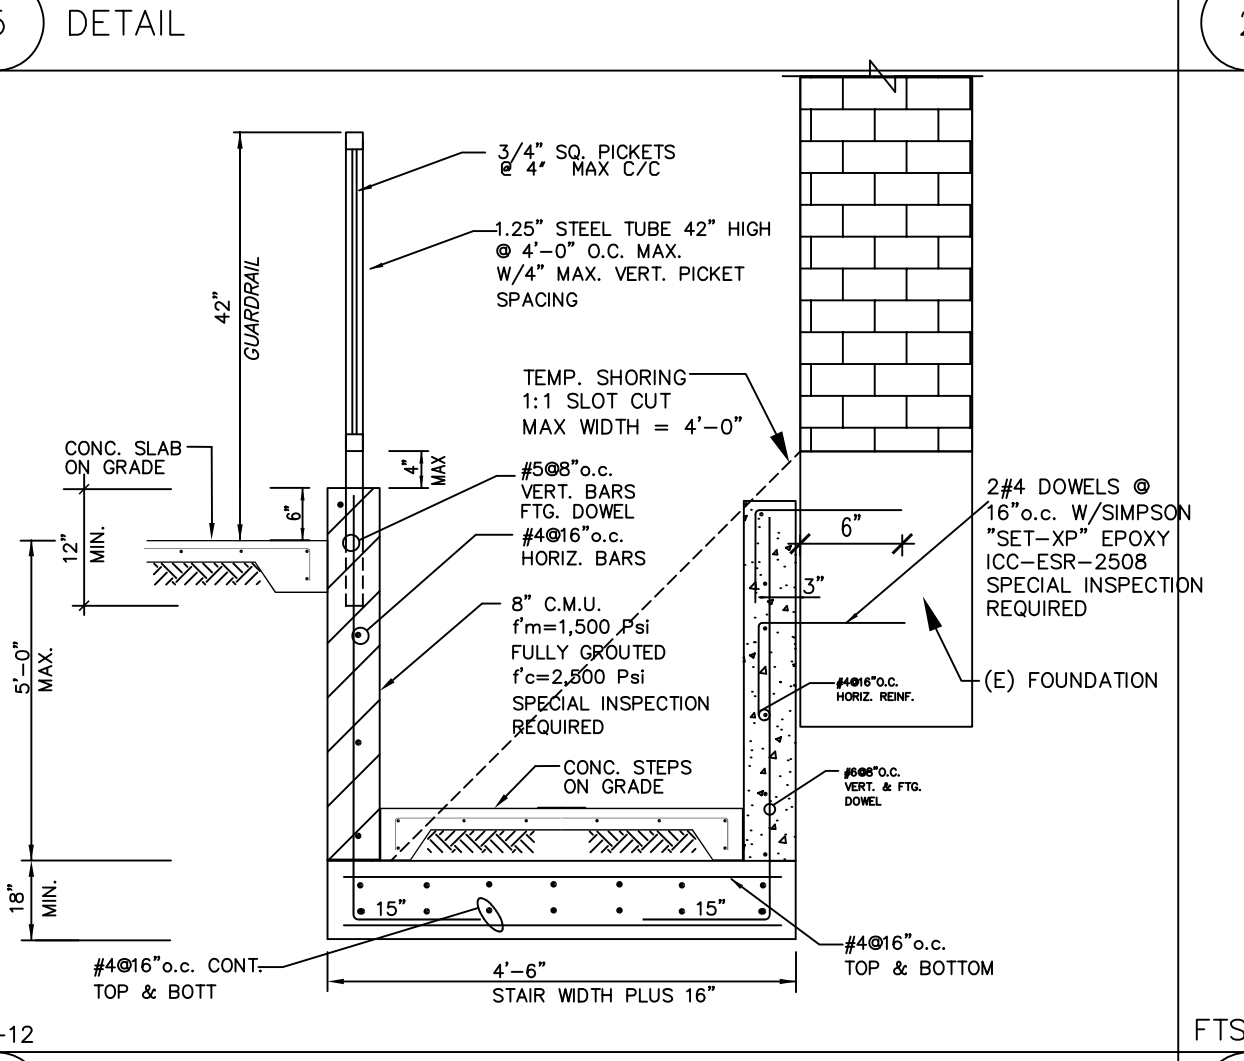 DETAIL
3/4" SQ. PICKETS
@ 4" MAX C/C
1.25" STEEL TUBE 42" HIGH
@ 4'-0" O.C. MAX.
W/4" MAX. VERT. PICKET
SPACING
42"
GUARDRAIL
TEMP. SHORING
1:1 SLOT CUT
MAX WIDTH = 4'-0"
CONC. SLAB
ON GRADE
4"
MAX
6"
12"
MIN.
#5@8"o.c.
VERT. BARS
FTG. DOWEL
#4@16"o.c.
HORIZ. BARS
8" C.M.U.
f'm=1,500 Psi
FULLY GROUTED
f'c=2,500 Psi
SPECIAL INSPECTION
REQUIRED
2#4 DOWELS @
16"o.c. W/SIMPSON
"SET-XP" EPOXY
ICC-ESR-2508
SPECIAL INSPECTION
REQUIRED
6"
3"
(E) FOUNDATION
#4@16"O.C.
HORIZ. REINF.
#6@8"O.C.
VERT. & FTG.
DOWEL
5'-0"
MAX.
CONC. STEPS
ON GRADE
18"
MIN.
15"
15"
#4@16"o.c. CONT.
TOP & BOTT
#4@16"o.c.
TOP & BOTTOM
4'-6"
STAIR WIDTH PLUS 16"
-12
FTS